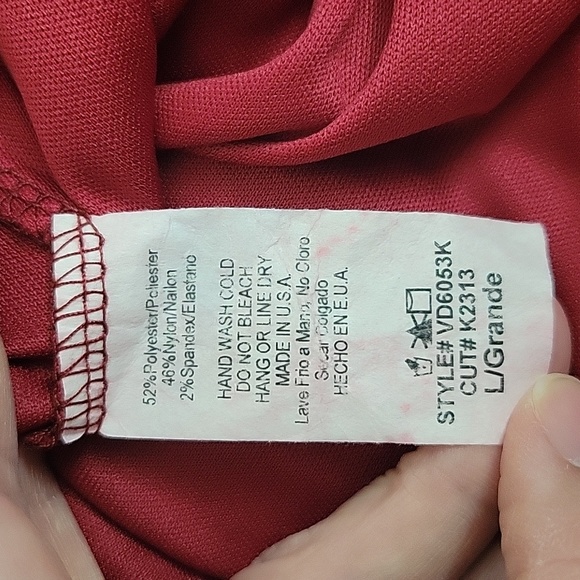 52%Polyester/Poliester
46%Nylon/Nailon
2%Spandex/Elastano
HAND WASH COLD
DO NOT BLEACH
HANG OR LINE DRY
MADE IN U.S.A.
Lave Frio a Mano, No Cloro
Secar Colgado
HECHO EN E.U.A.
STYLE# VD6053K
CUT# K2313
L/Grande